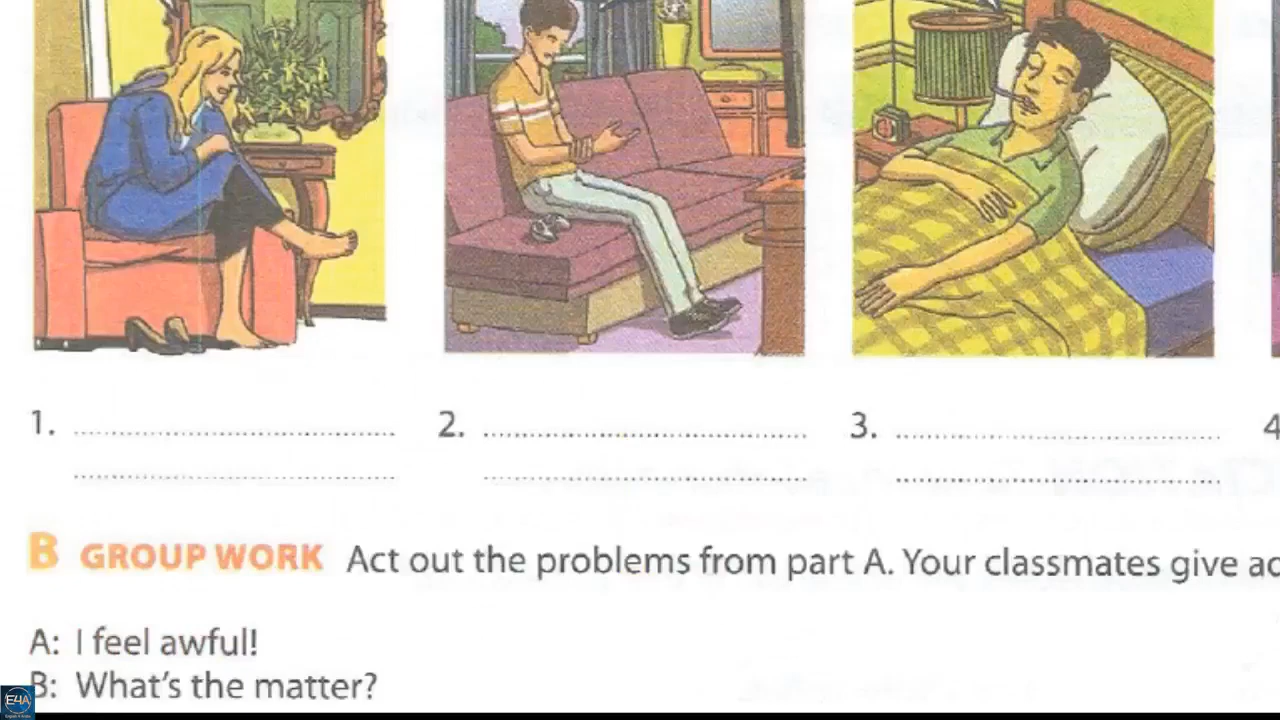 1. 2. 3. 4
B GROUP WORK Act out the problems from part A. Your classmates give
A: I feel awful!
B: What's the matter?
E4A